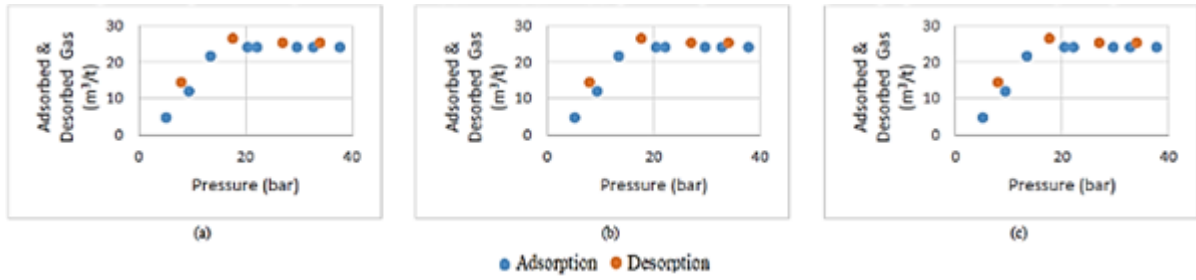 Adsorbed &
Desorbed Gas
(m³/t)
30
20
10
0
0 20 40
Pressure (bar)
(a)
Adsorbed &
Desorbed Gas
(m³/t)
30
20
10
0
0 20 40
Pressure (bar)
(b)
Adsorbed &
Desorbed Gas
(m³/t)
30
20
10
0
0 20 40
Pressure (bar)
(c)
Adsorption Desorption